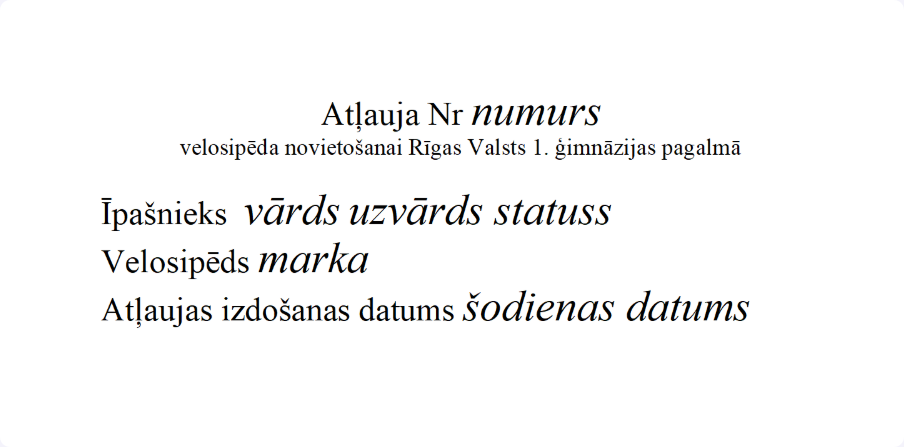 Atļauja Nr numurs
velosipēda novietošanai Rīgas Valsts 1. ģimnāzijas pagalmā
Īpašnieks vārds uzvārds statuss
Velosipēds marka
Atļaujas izdošanas datums šodienas datums